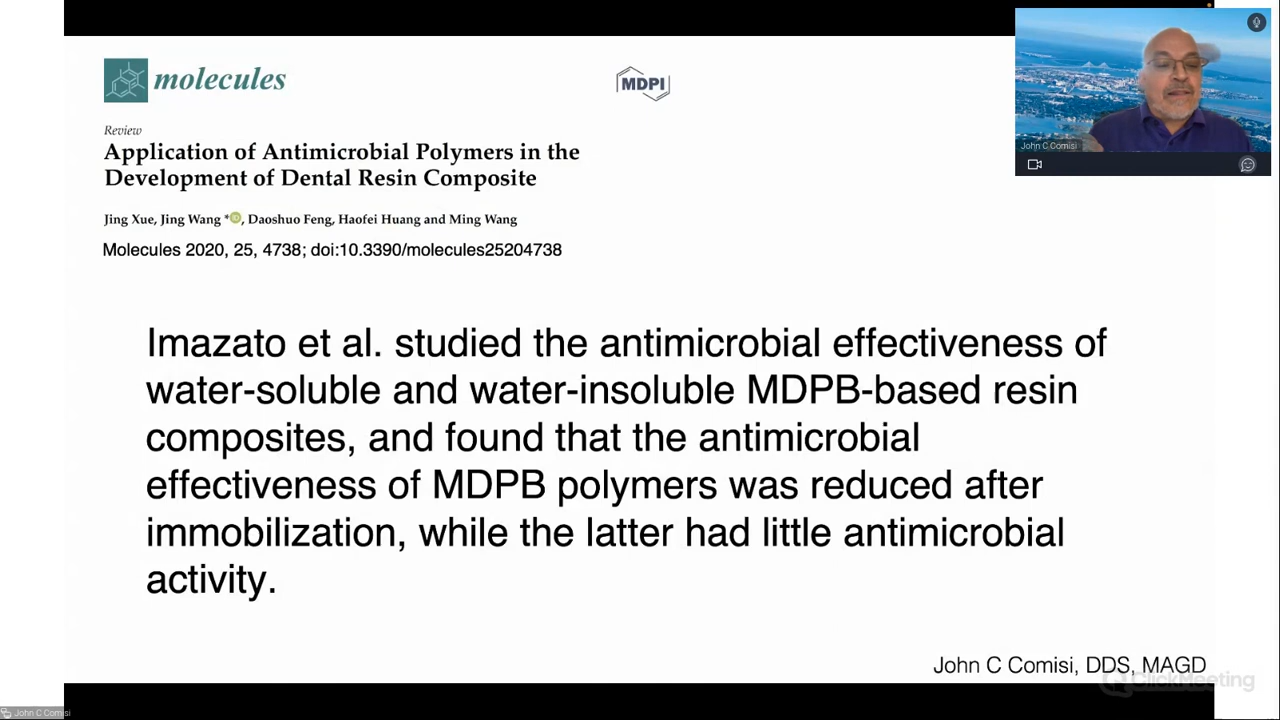 molecules
MDPI
John C Comisi
Review
Application of Antimicrobial Polymers in the
Development of Dental Resin Composite
Jing Xue, Jing Wang *, Daoshuo Feng, Haofei Huang and Ming Wang
Molecules 2020, 25, 4738; doi:10.3390/molecules25204738
Imazato et al. studied the antimicrobial effectiveness of
water-soluble and water-insoluble MDPB-based resin
composites, and found that the antimicrobial
effectiveness of MDPB polymers was reduced after
immobilization, while the latter had little antimicrobial
activity.
John C Comisi, DDS, MAGD
ClickMeeting
John C Comisi